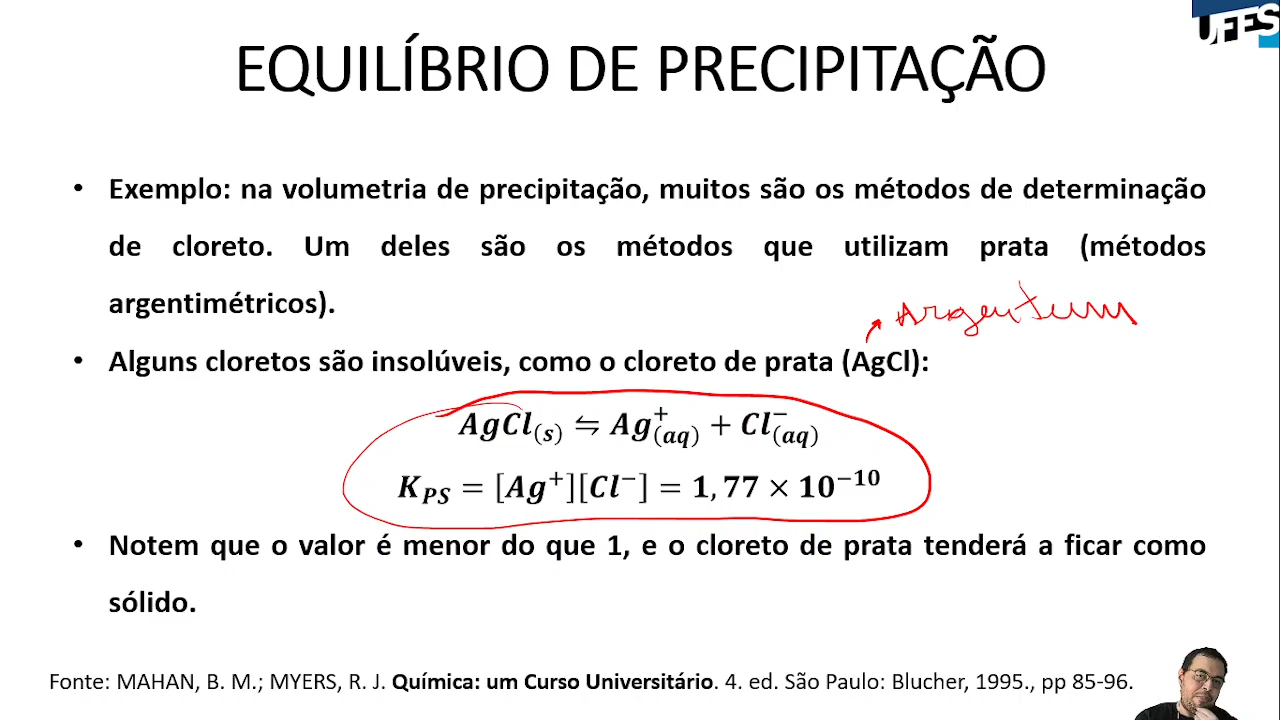 UFES
EQUILÍBRIO DE PRECIPITAÇÃO
• Exemplo: na volumetria de precipitação, muitos são os métodos de determinação
de cloreto. Um deles são os métodos que utilizam prata (métodos
argentimétricos).
Argentum
• Alguns cloretos são insolúveis, como o cloreto de prata (AgCl):
AgCl(s) ⇋ Ag⁺(aq) + Cl⁻(aq)
K_PS = [Ag⁺][Cl⁻] = 1,77 × 10⁻¹⁰
• Notem que o valor é menor do que 1, e o cloreto de prata tenderá a ficar como
sólido.
Fonte: MAHAN, B. M.; MYERS, R. J. Química: um Curso Universitário. 4. ed. São Paulo: Blucher, 1995., pp 85-96.